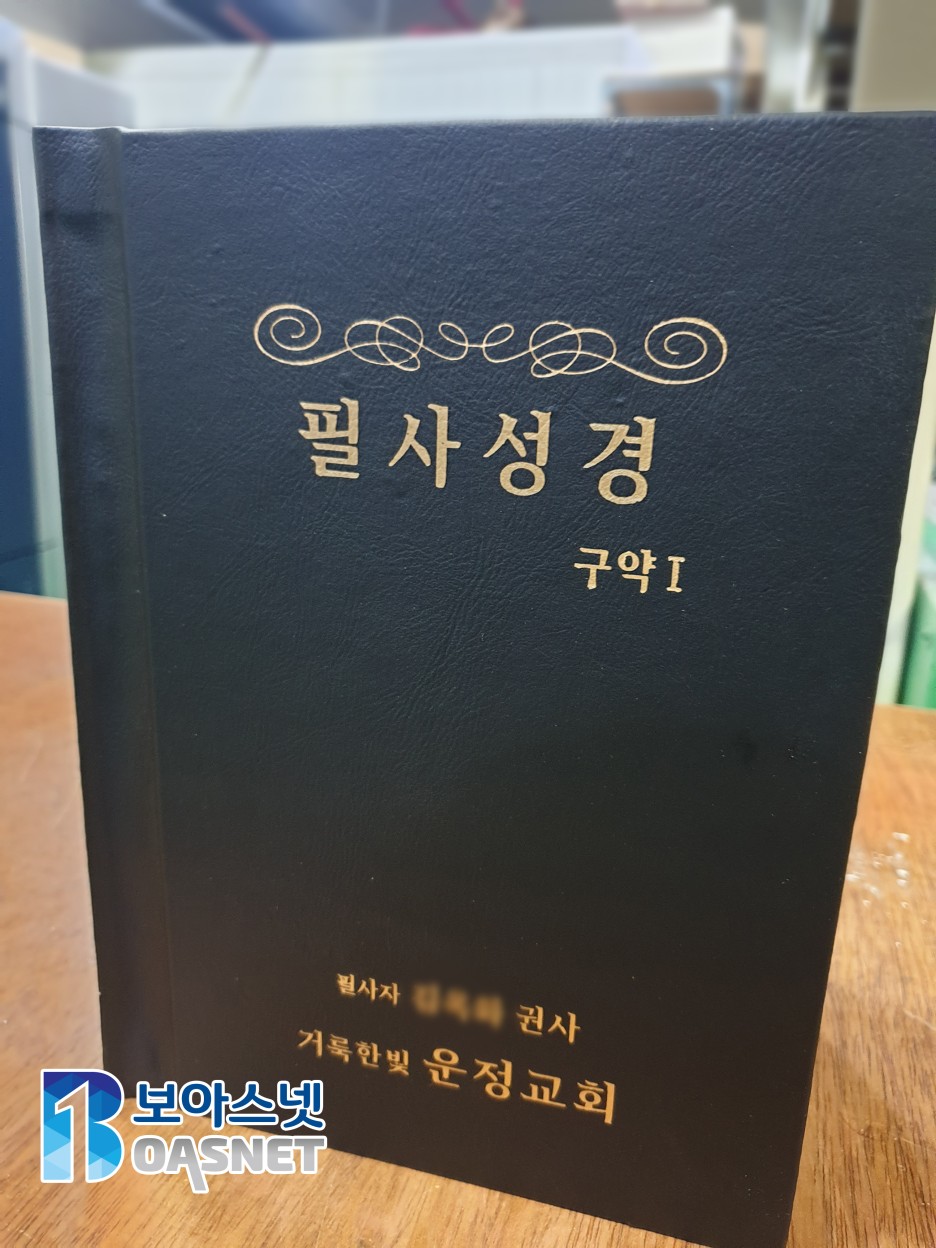 필사성경
구약 I
필사자 권사
거룩한빛 운정교회
보아스넷
BOASNET